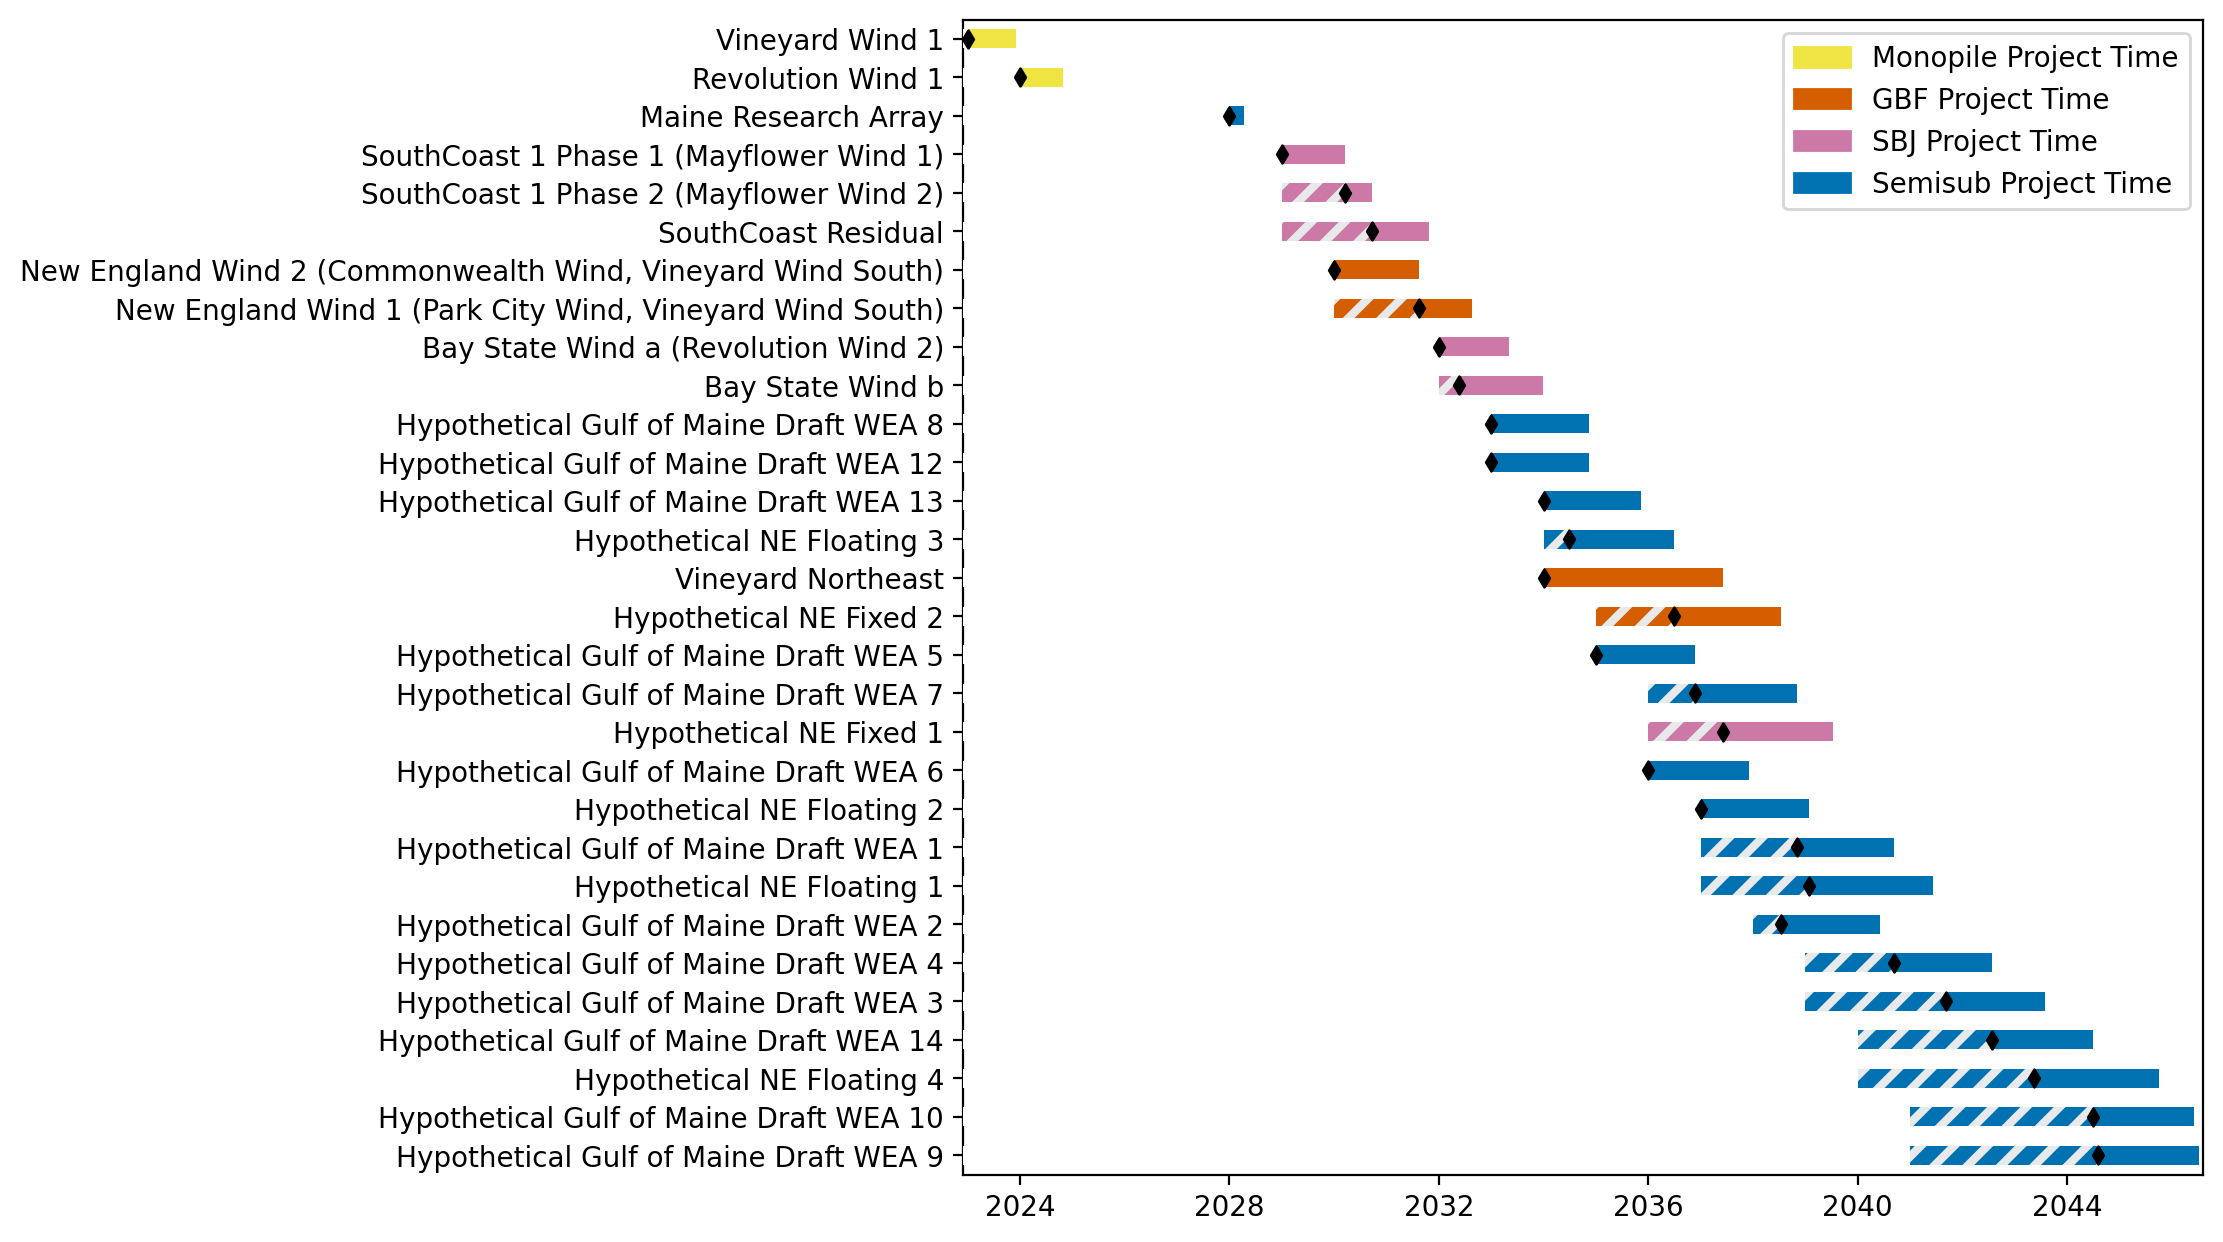 Vineyard Wind 1
Revolution Wind 1
Maine Research Array
SouthCoast 1 Phase 1 (Mayflower Wind 1)
SouthCoast 1 Phase 2 (Mayflower Wind 2)
SouthCoast Residual
New England Wind 2 (Commonwealth Wind, Vineyard Wind South)
New England Wind 1 (Park City Wind, Vineyard Wind South)
Bay State Wind a (Revolution Wind 2)
Bay State Wind b
Hypothetical Gulf of Maine Draft WEA 8
Hypothetical Gulf of Maine Draft WEA 12
Hypothetical Gulf of Maine Draft WEA 13
Hypothetical NE Floating 3
Vineyard Northeast
Hypothetical NE Fixed 2
Hypothetical Gulf of Maine Draft WEA 5
Hypothetical Gulf of Maine Draft WEA 7
Hypothetical NE Fixed 1
Hypothetical Gulf of Maine Draft WEA 6
Hypothetical NE Floating 2
Hypothetical Gulf of Maine Draft WEA 1
Hypothetical NE Floating 1
Hypothetical Gulf of Maine Draft WEA 2
Hypothetical Gulf of Maine Draft WEA 4
Hypothetical Gulf of Maine Draft WEA 3
Hypothetical Gulf of Maine Draft WEA 14
Hypothetical NE Floating 4
Hypothetical Gulf of Maine Draft WEA 10
Hypothetical Gulf of Maine Draft WEA 9
Monopile Project Time
GBF Project Time
SBJ Project Time
Semisub Project Time
2024 2028 2032 2036 2040 2044